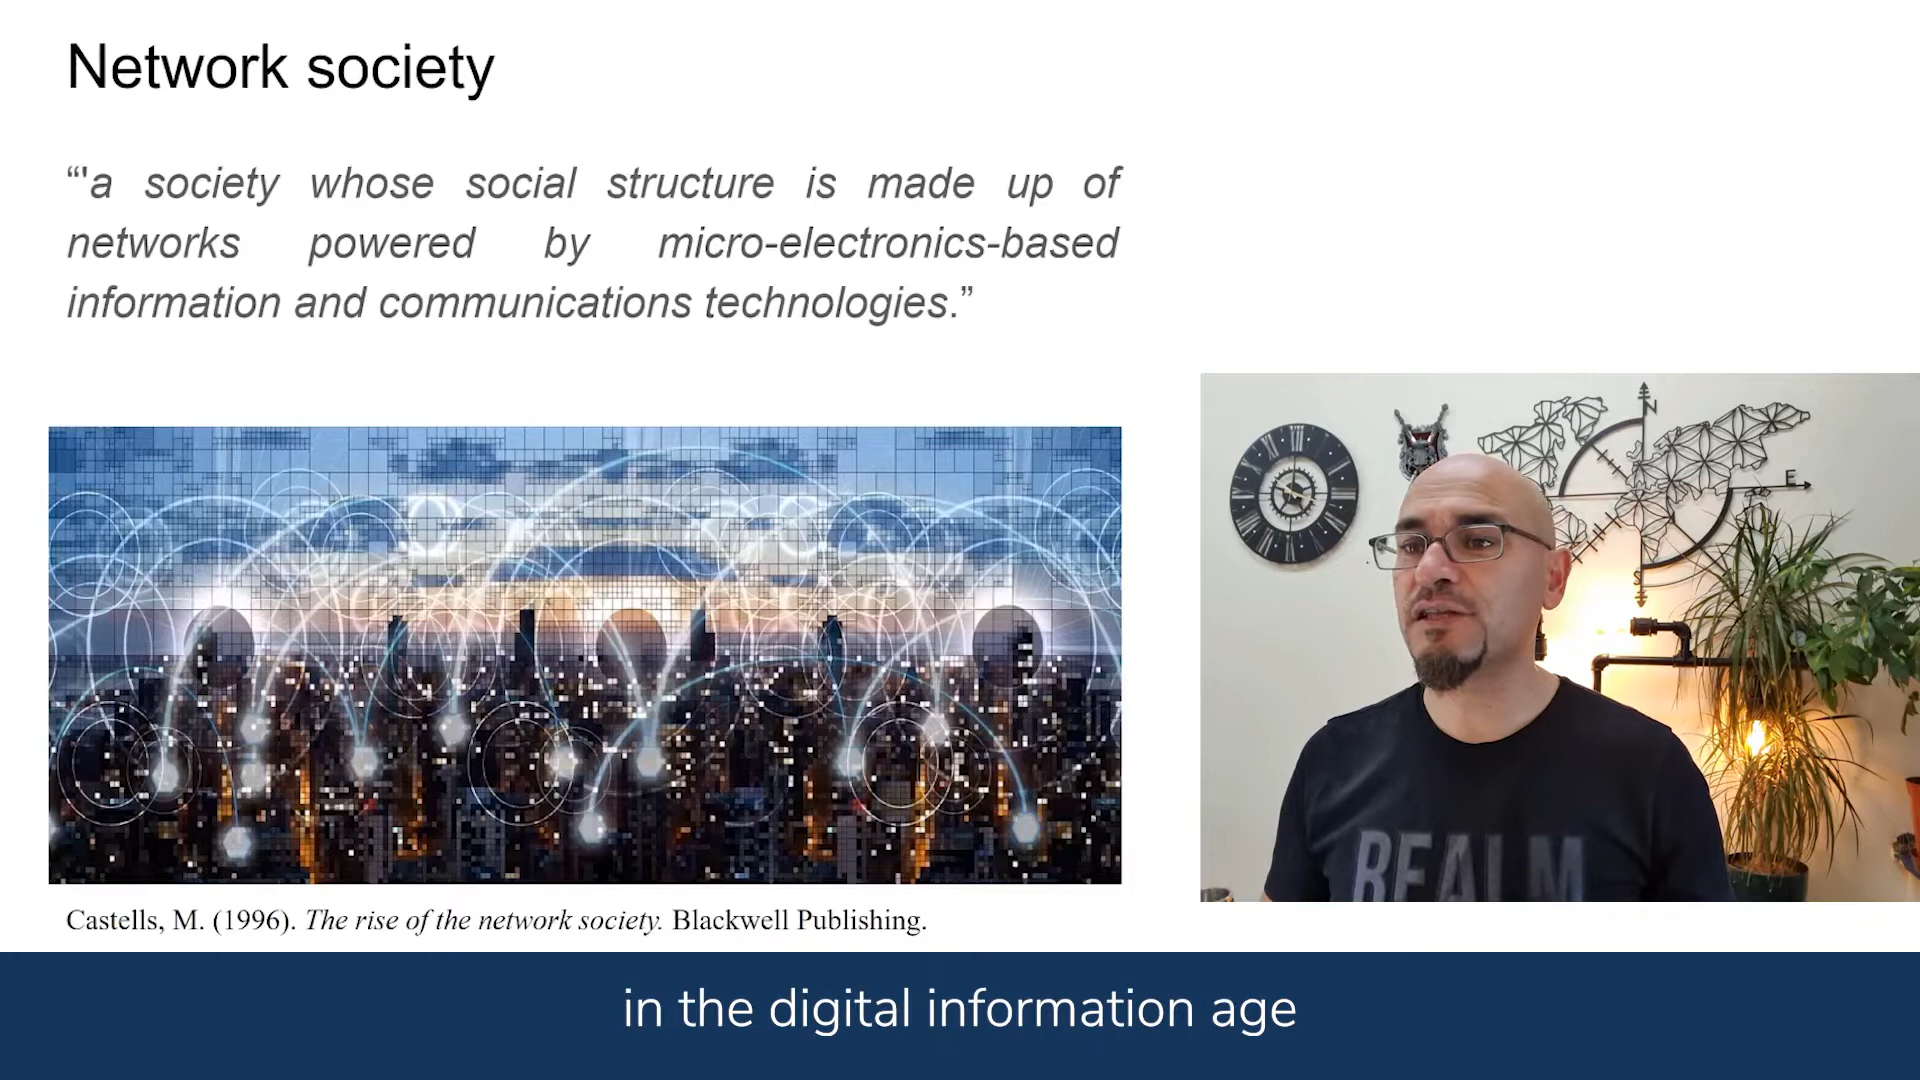 Network society
“'a society whose social structure is made up of
networks powered by micro-electronics-based
information and communications technologies.”
N
E
S
REALM
Castells, M. (1996). The rise of the network society. Blackwell Publishing.
in the digital information age